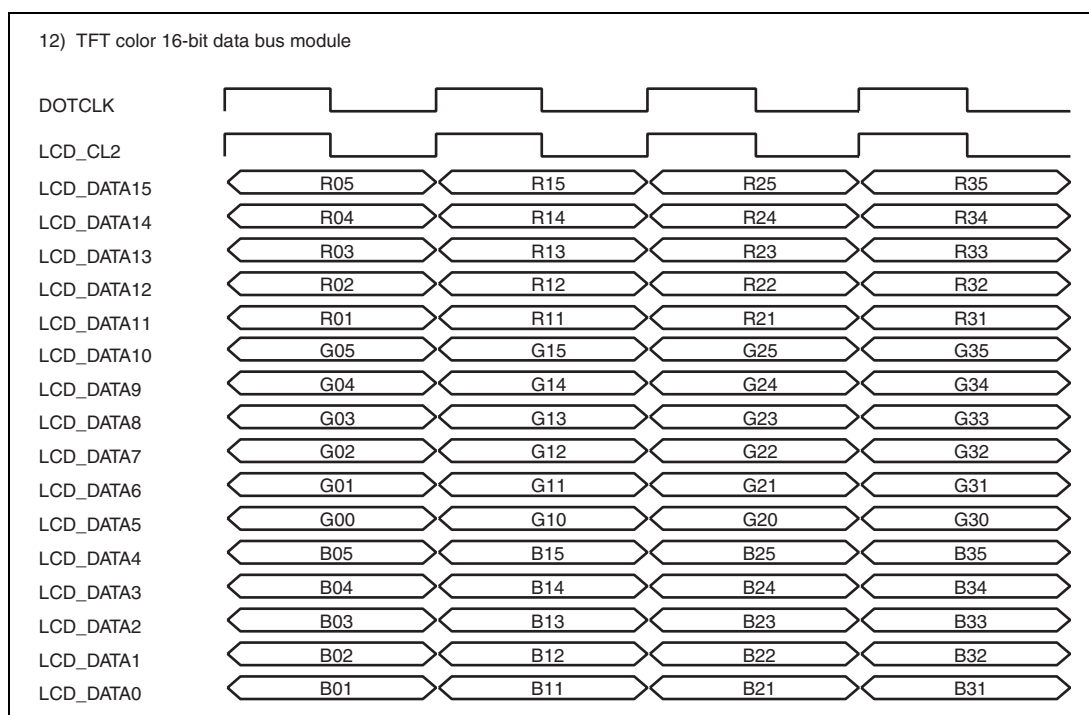 12) TFT color 16-bit data bus module
DOTCLK
LCD_CL2
LCD_DATA15 R05 R15 R25 R35
LCD_DATA14 R04 R14 R24 R34
LCD_DATA13 R03 R13 R23 R33
LCD_DATA12 R02 R12 R22 R32
LCD_DATA11 R01 R11 R21 R31
LCD_DATA10 G05 G15 G25 G35
LCD_DATA9 G04 G14 G24 G34
LCD_DATA8 G03 G13 G23 G33
LCD_DATA7 G02 G12 G22 G32
LCD_DATA6 G01 G11 G21 G31
LCD_DATA5 G00 G10 G20 G30
LCD_DATA4 B05 B15 B25 B35
LCD_DATA3 B04 B14 B24 B34
LCD_DATA2 B03 B13 B23 B33
LCD_DATA1 B02 B12 B22 B32
LCD_DATA0 B01 B11 B21 B31